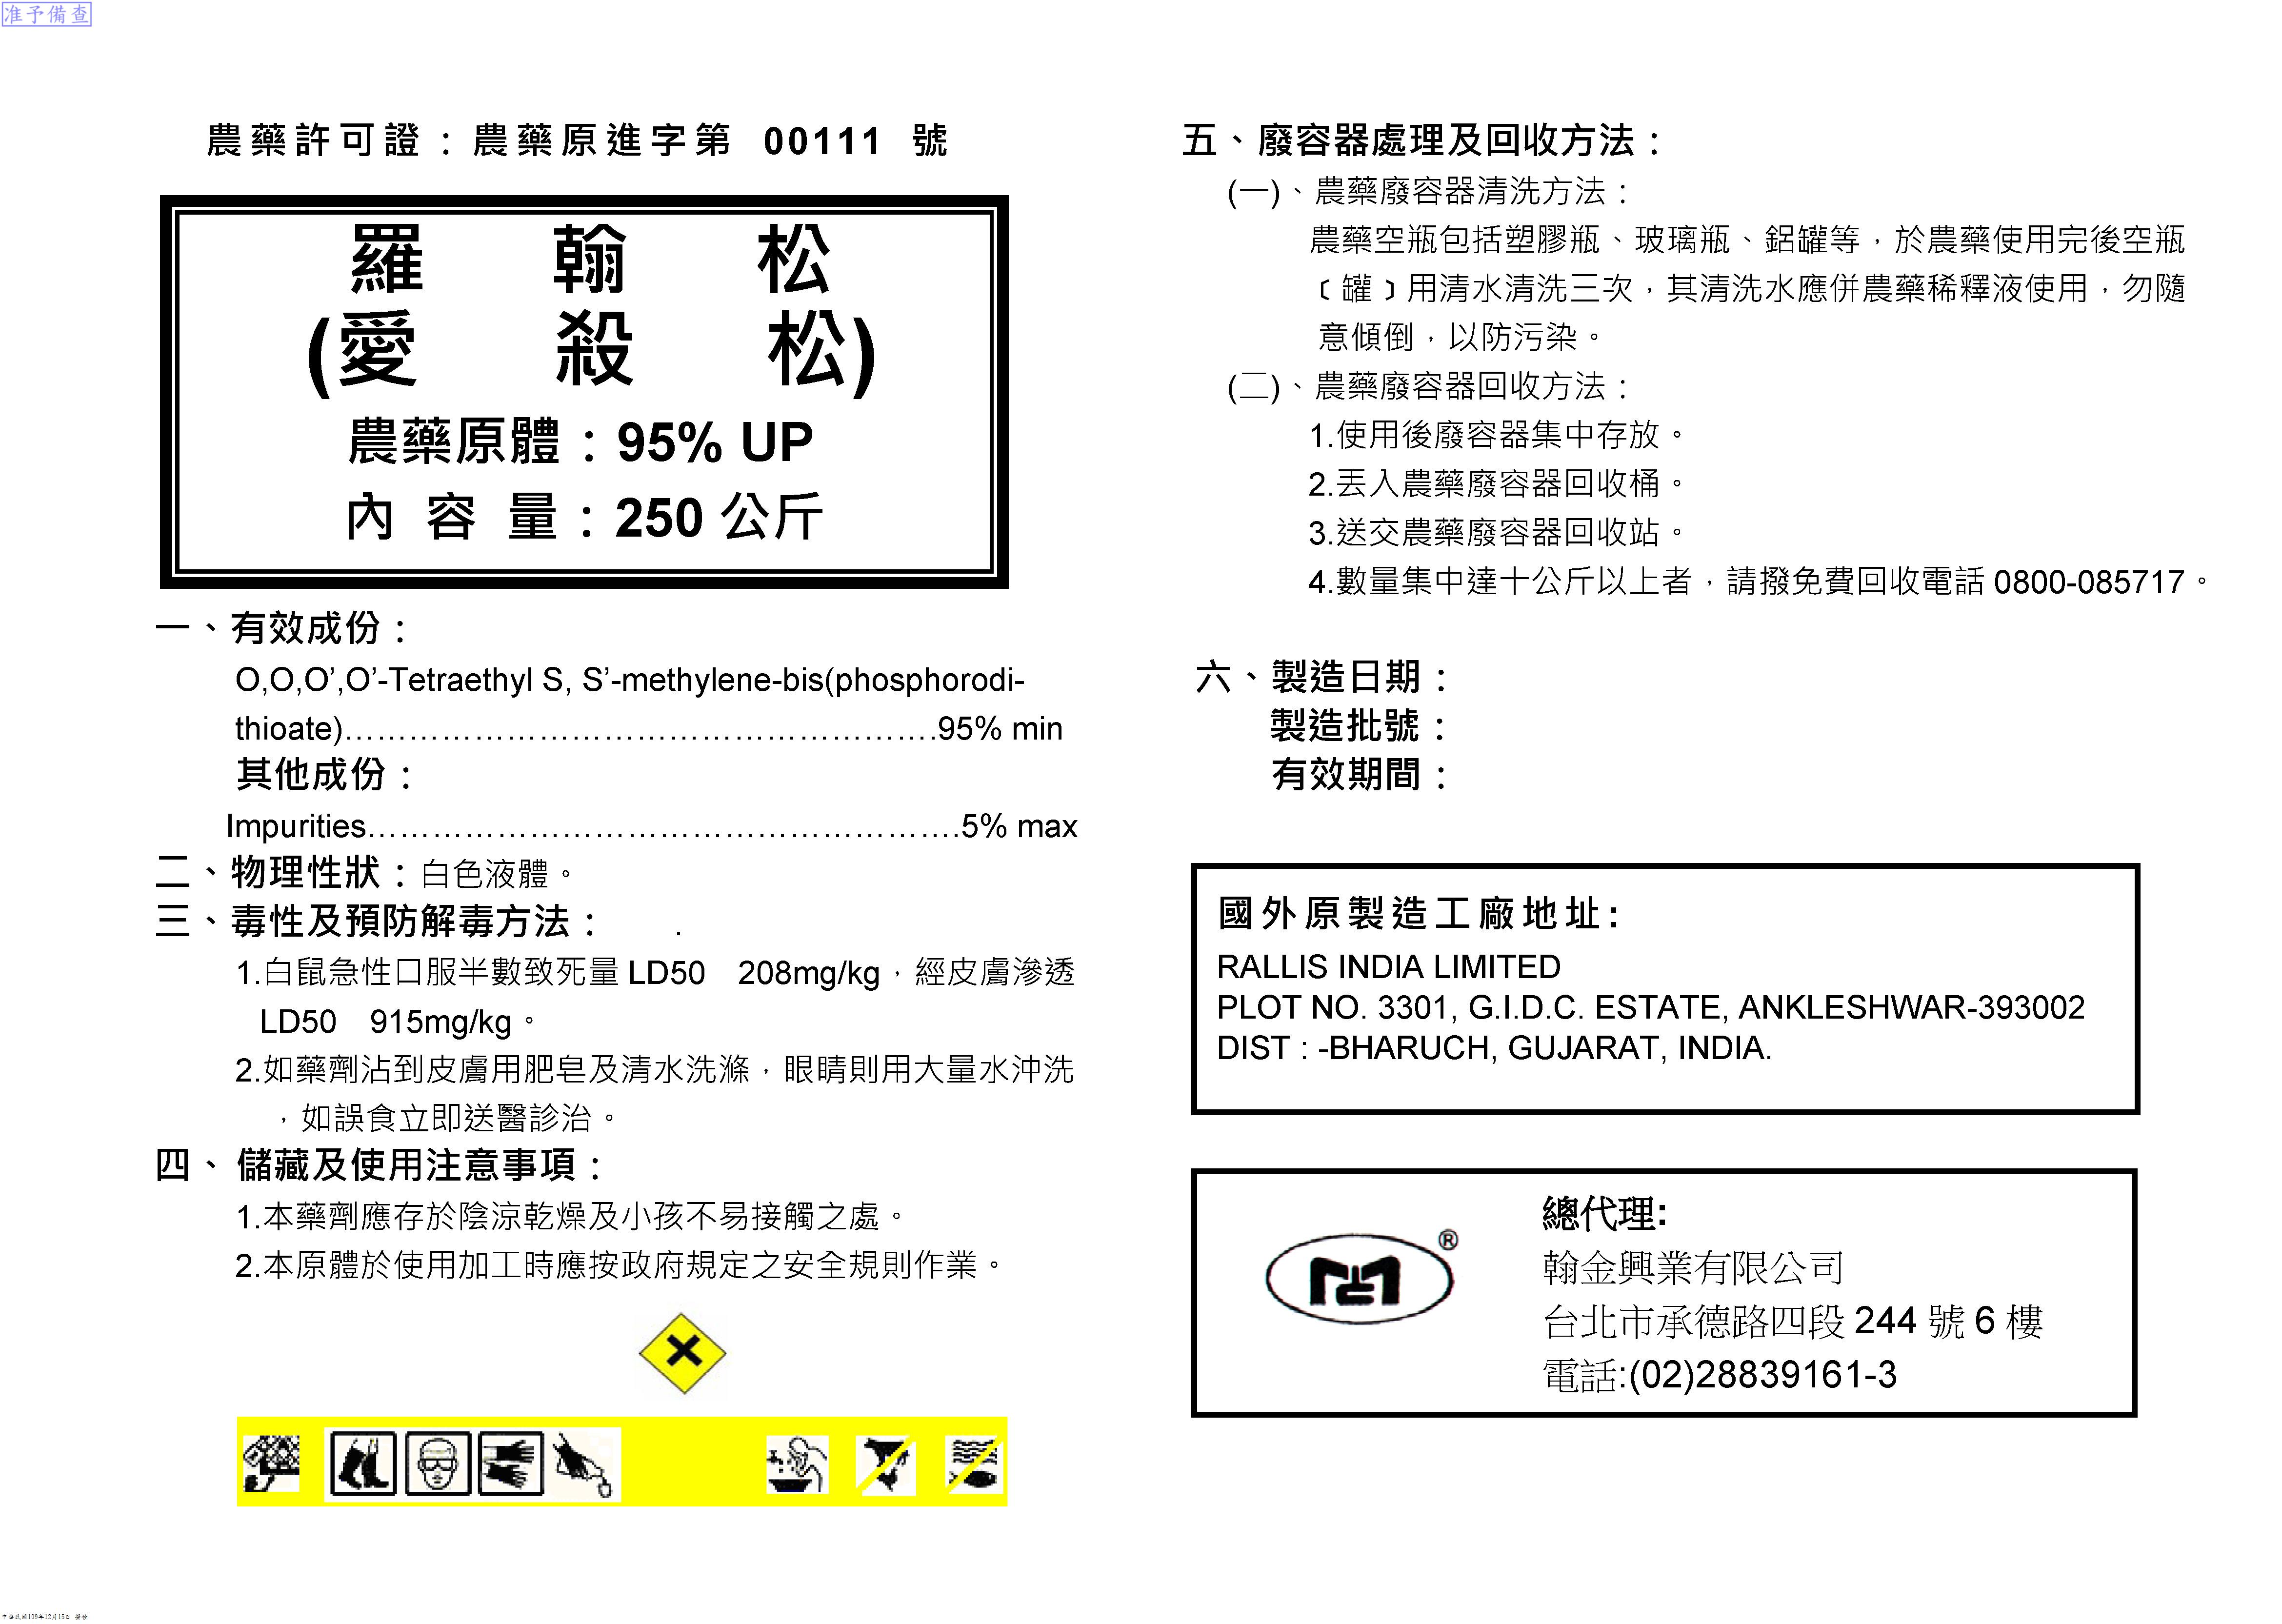 准予備查
農藥許可證：農藥原進字第 00111 號
羅 翰 松
(愛 殺 松)
農藥原體：95% UP
內 容 量：250 公斤
一、有效成份：
O,O,O’,O’-Tetraethyl S, S’-methylene-bis(phosphorodi-
thioate)……………………………………………….95% min
其他成份：
Impurities……………………………………………….5% max
二、物理性狀：白色液體。
三、毒性及預防解毒方法： .
1.白鼠急性口服半數致死量 LD50 208mg/kg，經皮膚滲透
LD50 915mg/kg。
2.如藥劑沾到皮膚用肥皂及清水洗滌，眼睛則用大量水沖洗
，如誤食立即送醫診治。
四、 儲藏及使用注意事項：
1.本藥劑應存於陰涼乾燥及小孩不易接觸之處。
2.本原體於使用加工時應按政府規定之安全規則作業。
五、廢容器處理及回收方法：
(一)、農藥廢容器清洗方法：
農藥空瓶包括塑膠瓶、玻璃瓶、鋁罐等，於農藥使用完後空瓶
﹝罐﹞用清水清洗三次，其清洗水應併農藥稀釋液使用，勿隨
意傾倒，以防污染。
(二)、農藥廢容器回收方法：
1.使用後廢容器集中存放。
2.丟入農藥廢容器回收桶。
3.送交農藥廢容器回收站。
4.數量集中達十公斤以上者，請撥免費回收電話 0800-085717。
六、製造日期：
製造批號：
有效期間：
國外原製造工廠地址:
RALLIS INDIA LIMITED
PLOT NO. 3301, G.I.D.C. ESTATE, ANKLESHWAR-393002
DIST : -BHARUCH, GUJARAT, INDIA.
®
總代理:
翰金興業有限公司
台北市承德路四段 244 號 6 樓
電話:(02)28839161-3
中華民國109年12月15日